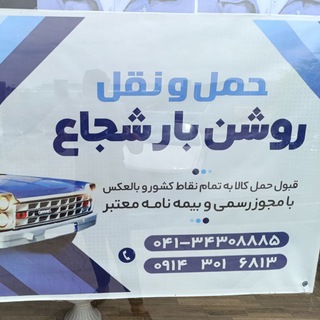 حمل و نقل
روشن بار شجاع
قبول حمل کالا به تمام نقاط کشور و بالعکس
با مجوز رسمی و بیمه نامه معتبر
۰۴۱-۳۴۳۰۸۸۸۵
۰۹۱۴ ۳۰۱ ۶۸۱۳